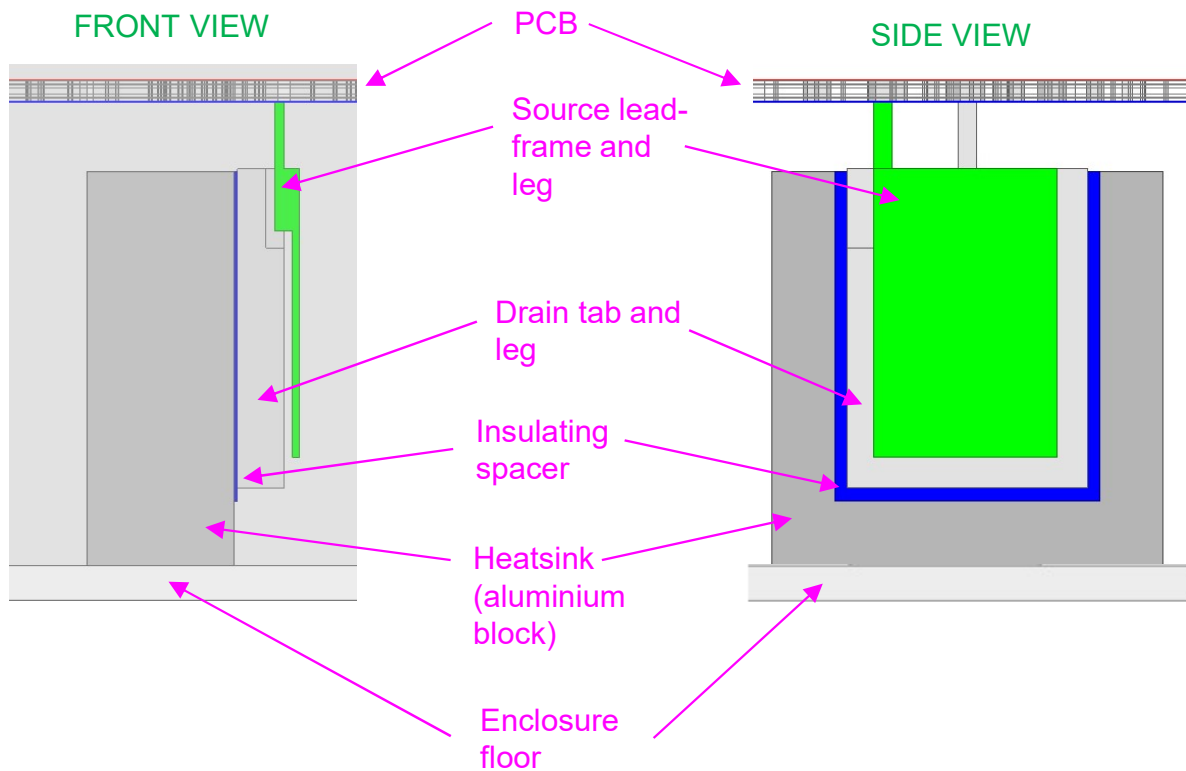 FRONT VIEW
PCB
SIDE VIEW
Source lead-
frame and
leg
Drain tab and
leg
Insulating
spacer
Heatsink
(aluminium
block)
Enclosure
floor